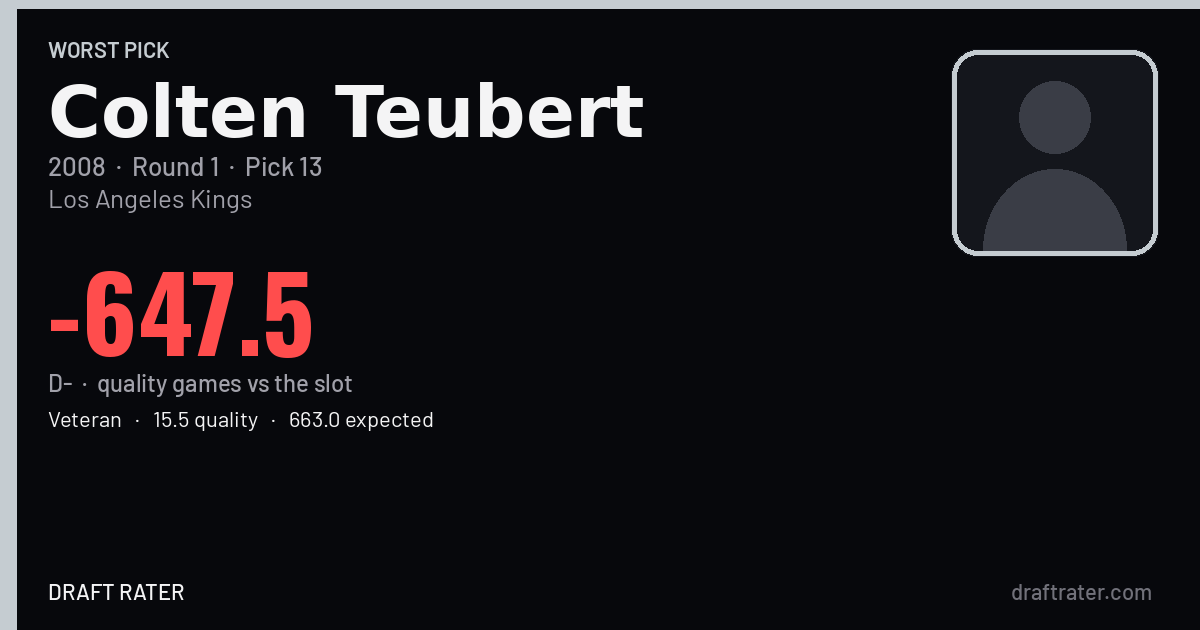 WORST PICK
Colten Teubert
2008 · Round 1 · Pick 13
Los Angeles Kings
-647.5
D- · quality games vs the slot
Veteran · 15.5 quality · 663.0 expected
DRAFT RATER
draftrater.com